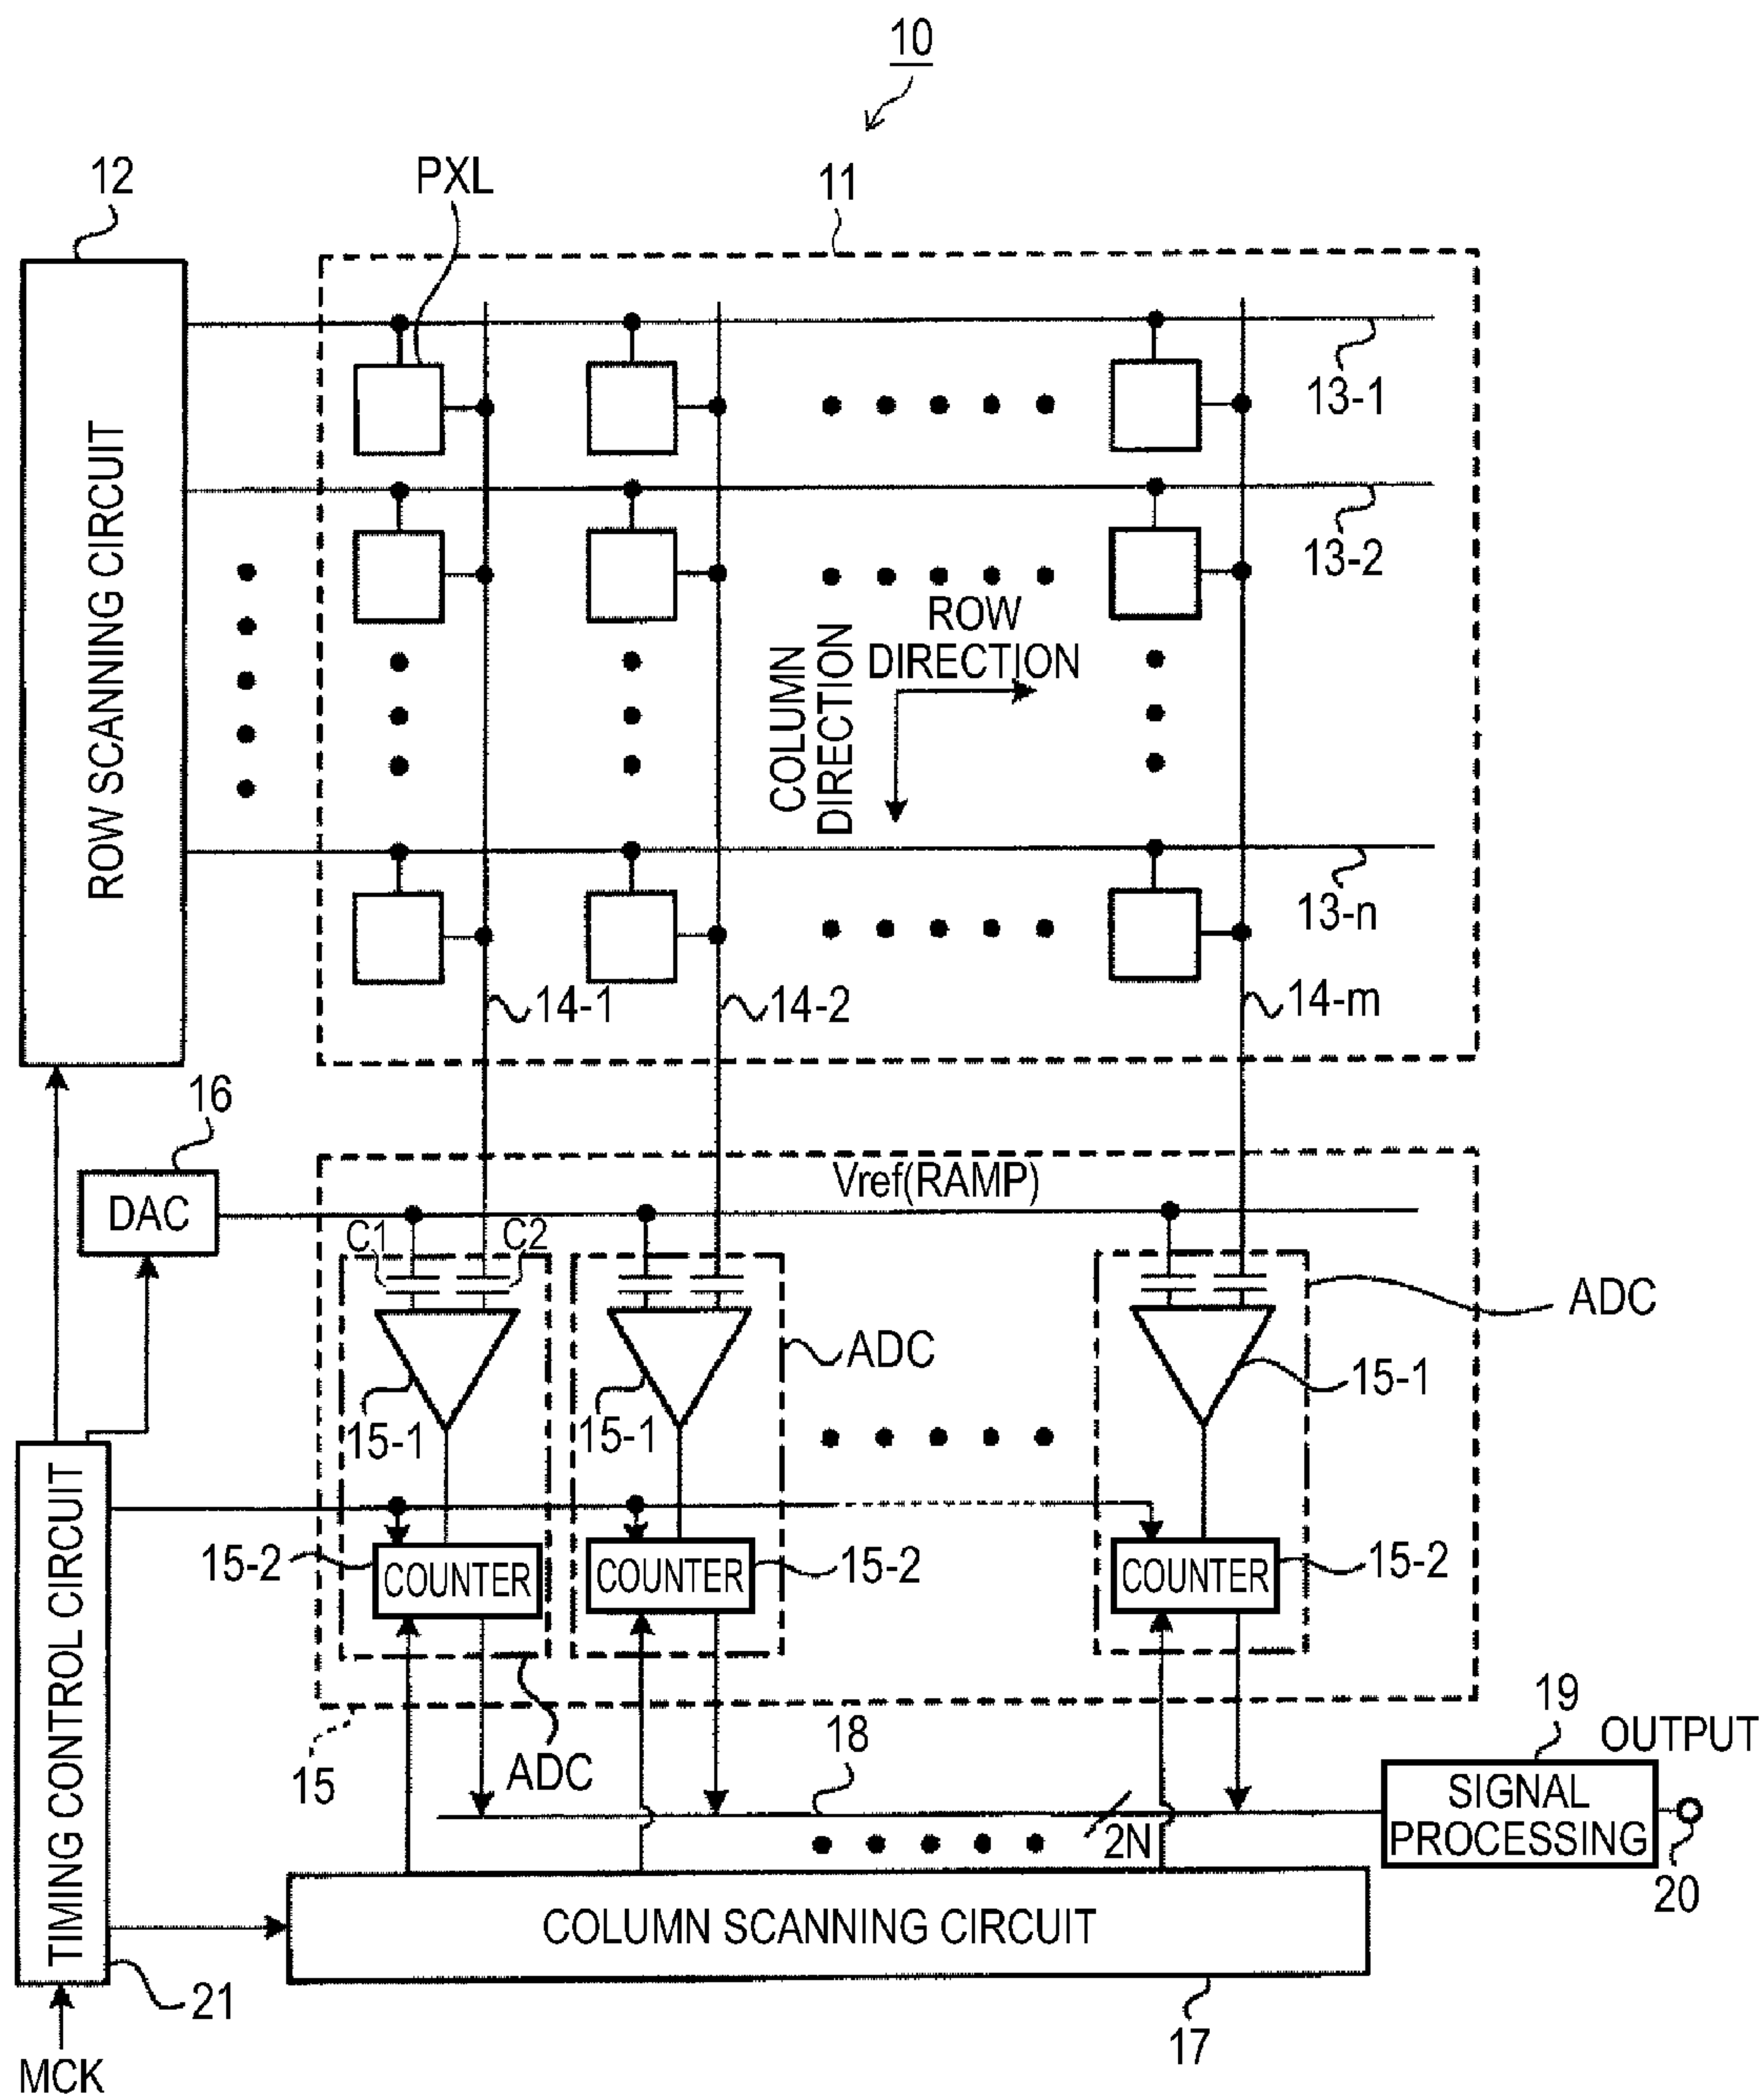 10
12
PXL
11
ROW SCANNING CIRCUIT
13-1
13-2
ROW
DIRECTION
COLUMN
DIRECTION
13-n
14-1
14-2
14-m
16
DAC
Vref(RAMP)
C1
C2
ADC
ADC
15-1
15-1
15-1
TIMING CONTROL CIRCUIT
15-2
COUNTER
COUNTER
15-2
COUNTER
15-2
15
ADC
18
19
OUTPUT
SIGNAL
PROCESSING
2N
20
COLUMN SCANNING CIRCUIT
21
17
MCK